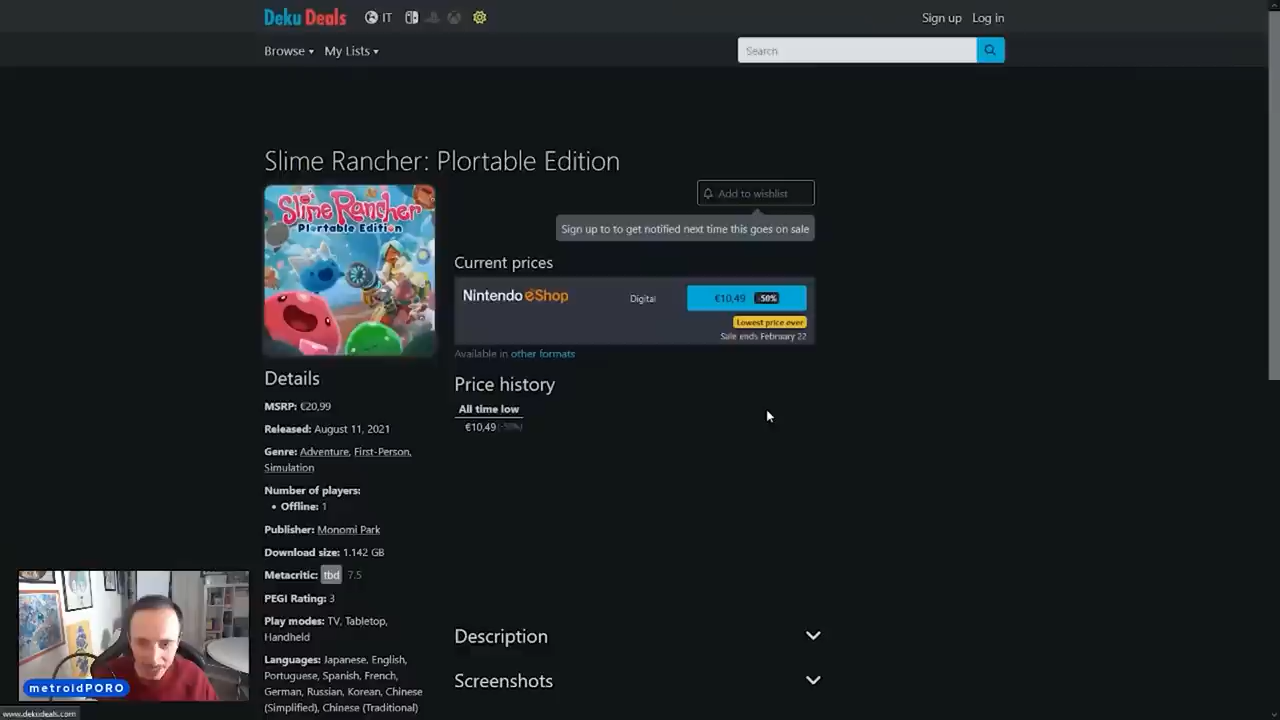 Deku Deals IT
Sign up Log in
Browse My Lists
Search
Slime Rancher: Plortable Edition
Slime Rancher
Plortable Edition
Add to wishlist
Sign up to to get notified next time this goes on sale
Current prices
Nintendo eShop Digital €10,49 -50%
Lowest price ever
Sale ends February 22
Available in other formats
Price history
All time low
€10,49 (-50%)
Details
MSRP: €20,99
Released: August 11, 2021
Genre: Adventure, First-Person,
Simulation
Number of players:
• Offline: 1
Publisher: Monomi Park
Download size: 1.142 GB
Metacritic: tbd 7.5
PEGI Rating: 3
Play modes: TV, Tabletop,
Handheld
Languages: Japanese, English,
Portuguese, Spanish, French,
German, Russian, Korean, Chinese
(Simplified), Chinese (Traditional)
Description
Screenshots
metroidPORO
www.dekudeals.com